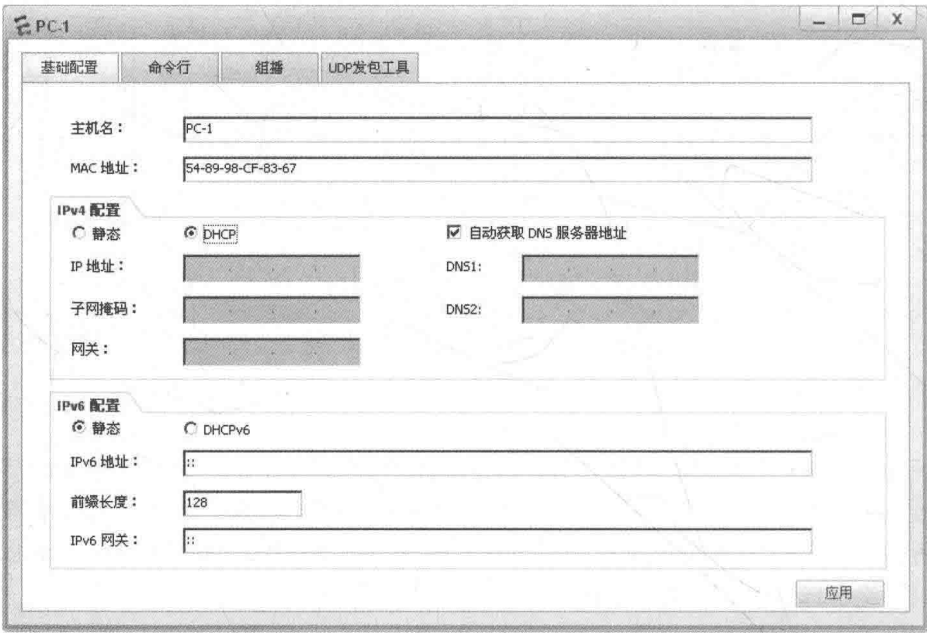 PC-1
基础配置 命令行 组播 UDP发包工具
主机名： PC-1
MAC 地址： 54-89-98-CF-83-67
IPv4 配置
静态 DHCP 自动获取 DNS 服务器地址
IP 地址： DNS1:
子网掩码： DNS2:
网关：
IPv6 配置
静态 DHCPv6
IPv6 地址： ::
前缀长度： 128
IPv6 网关： ::
应用